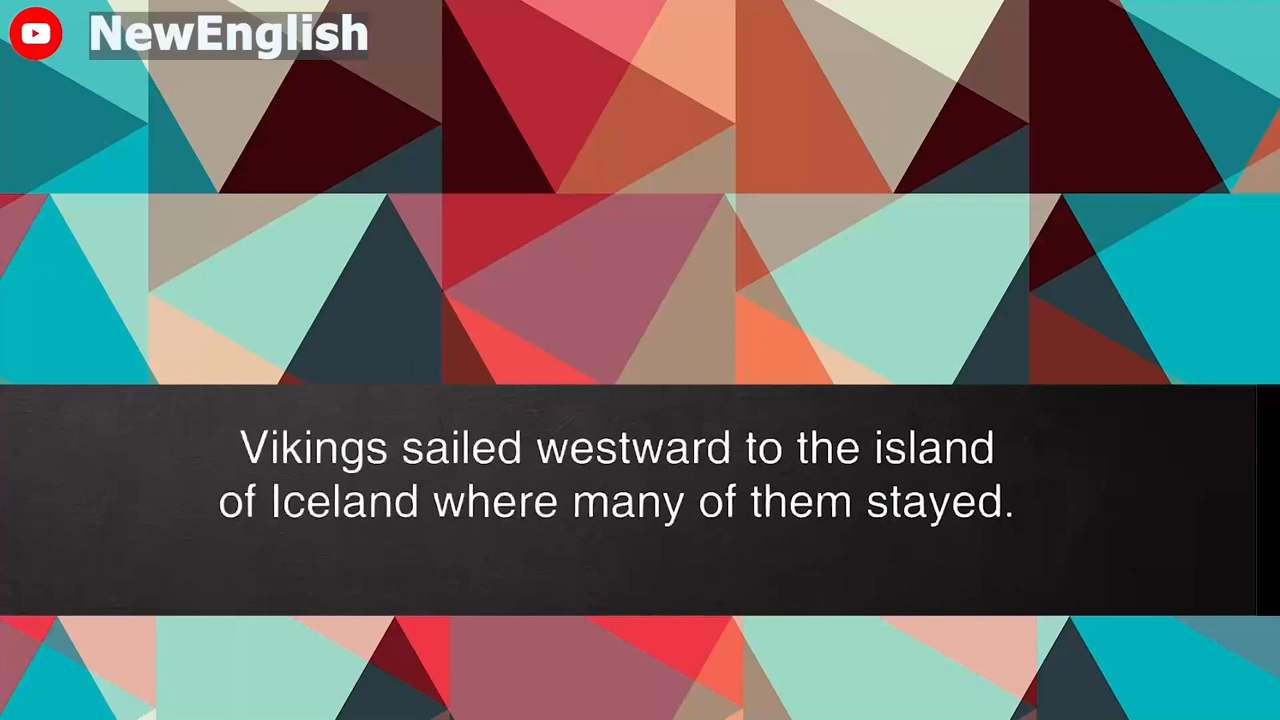 NewEnglish
Vikings sailed westward to the island
of Iceland where many of them stayed.